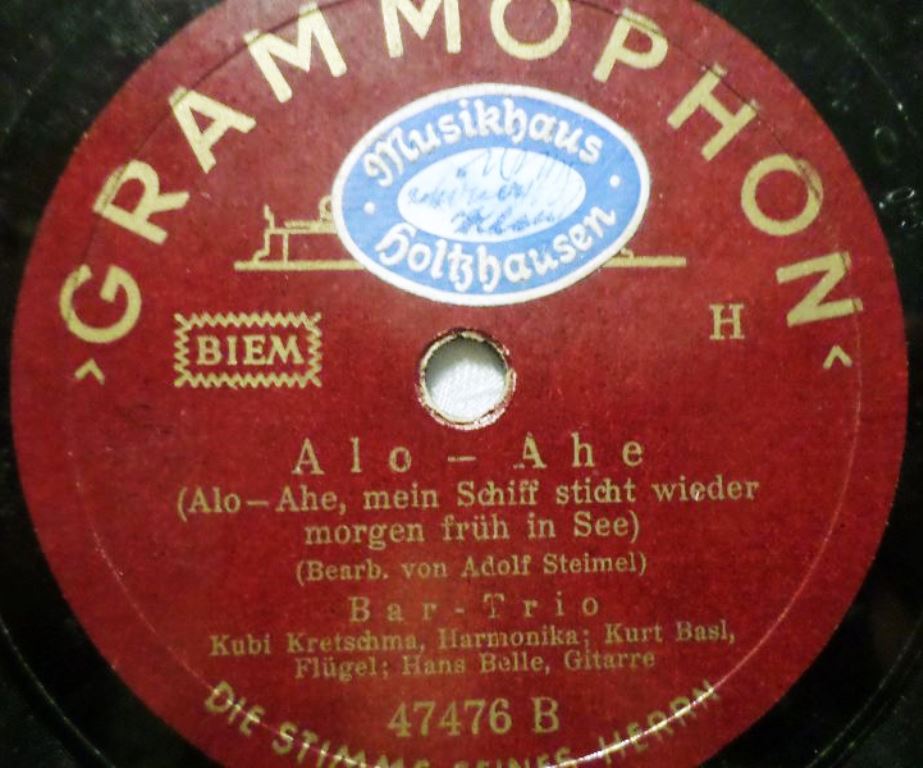 GRAMMOPHON
Musikhaus
Holtzhausen
BIEM
H
Alo – Ahe
(Alo – Ahe, mein Schiff sticht wieder
morgen früh in See)
(Bearb. von Adolf Steimel)
Bar - Trio
Kubi Kretschma, Harmonika; Kurt Basl,
Flügel; Hans Belle, Gitarre
47476 B
DIE STIMME SEINES HERRN